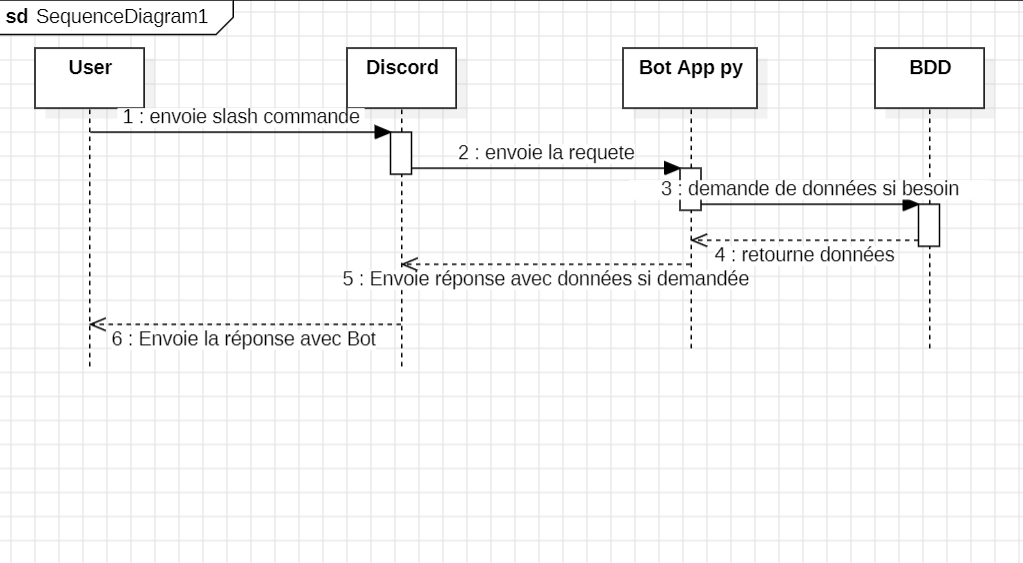 sd SequenceDiagram1
User
Discord
Bot App py
BDD
1 : envoie slash commande
2 : envoie la requete
3 : demande de données si besoin
4 : retourne données
5 : Envoie réponse avec données si demandée
6 : Envoie la réponse avec Bot